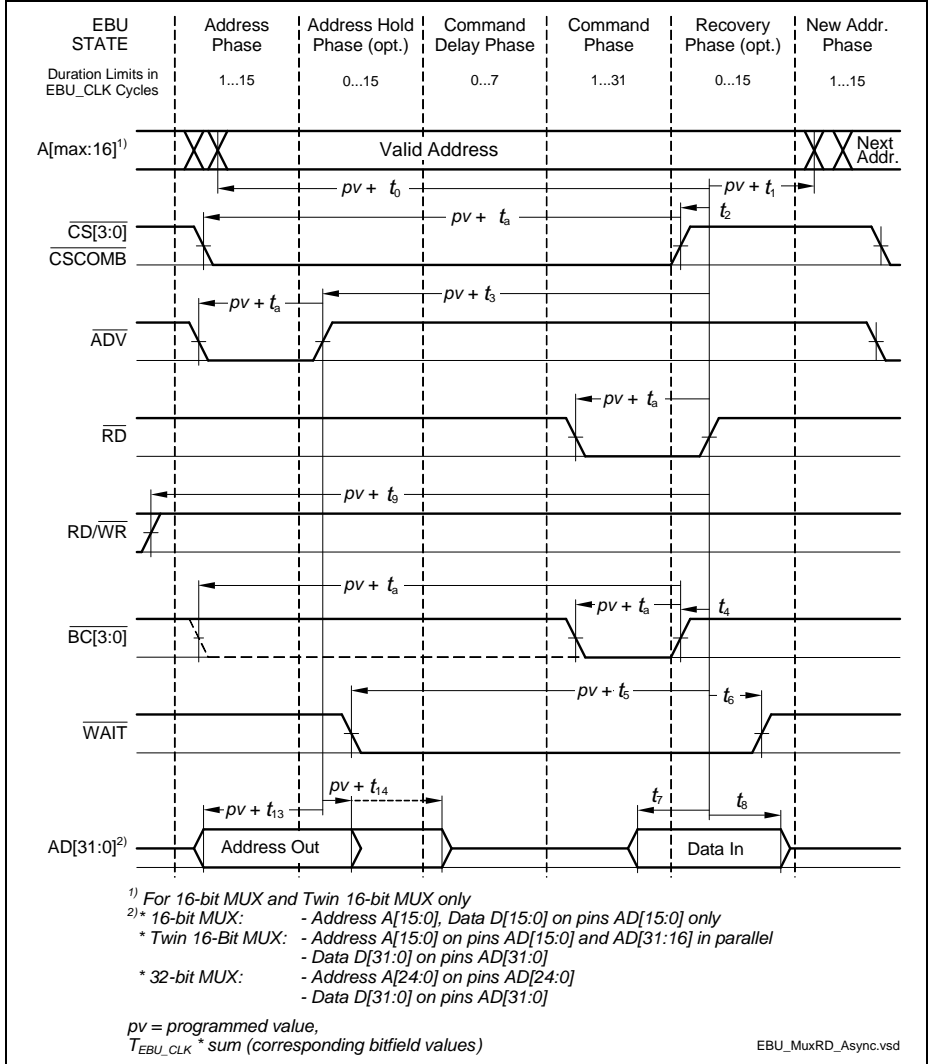 EBU STATE
Address Phase
Address Hold Phase (opt.)
Command Delay Phase
Command Phase
Recovery Phase (opt.)
New Addr. Phase
Duration Limits in EBU_CLK Cycles
1...15
0...15
0...7
1...31
0...15
1...15
A[max:16]1)
Valid Address
Next Addr.
pv + t0
pv + t1
pv + ta
t2
CS[3:0]
CSCOMB
pv + ta
pv + t3
ADV
pv + ta
RD
pv + t9
RD/WR
pv + ta
pv + ta
t4
BC[3:0]
pv + t5
t6
WAIT
pv + t13
pv + t14
t7
t8
AD[31:0]2)
Address Out
Data In
1) For 16-bit MUX and Twin 16-bit MUX only
2)* 16-bit MUX: - Address A[15:0], Data D[15:0] on pins AD[15:0] only
* Twin 16-Bit MUX: - Address A[15:0] on pins AD[15:0] and AD[31:16] in parallel
- Data D[31:0] on pins AD[31:0]
* 32-bit MUX: - Address A[24:0] on pins AD[24:0]
- Data D[31:0] on pins AD[31:0]
pv = programmed value,
TEBU_CLK * sum (corresponding bitfield values)
EBU_MuxRD_Async.vsd